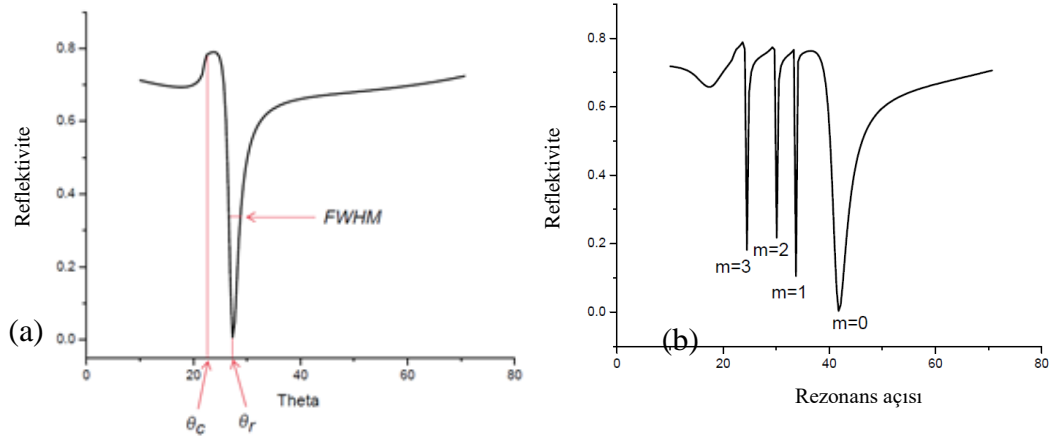 Reflektivite
0.8
0.6
0.4
0.2
0.0
0
20
40
60
80
Theta
FWHM
θc
θr
(a)
Reflektivite
0.8
0.6
0.4
0.2
0.0
0
20
40
60
80
Rezonans açısı
m=3
m=2
m=1
m=0
(b)